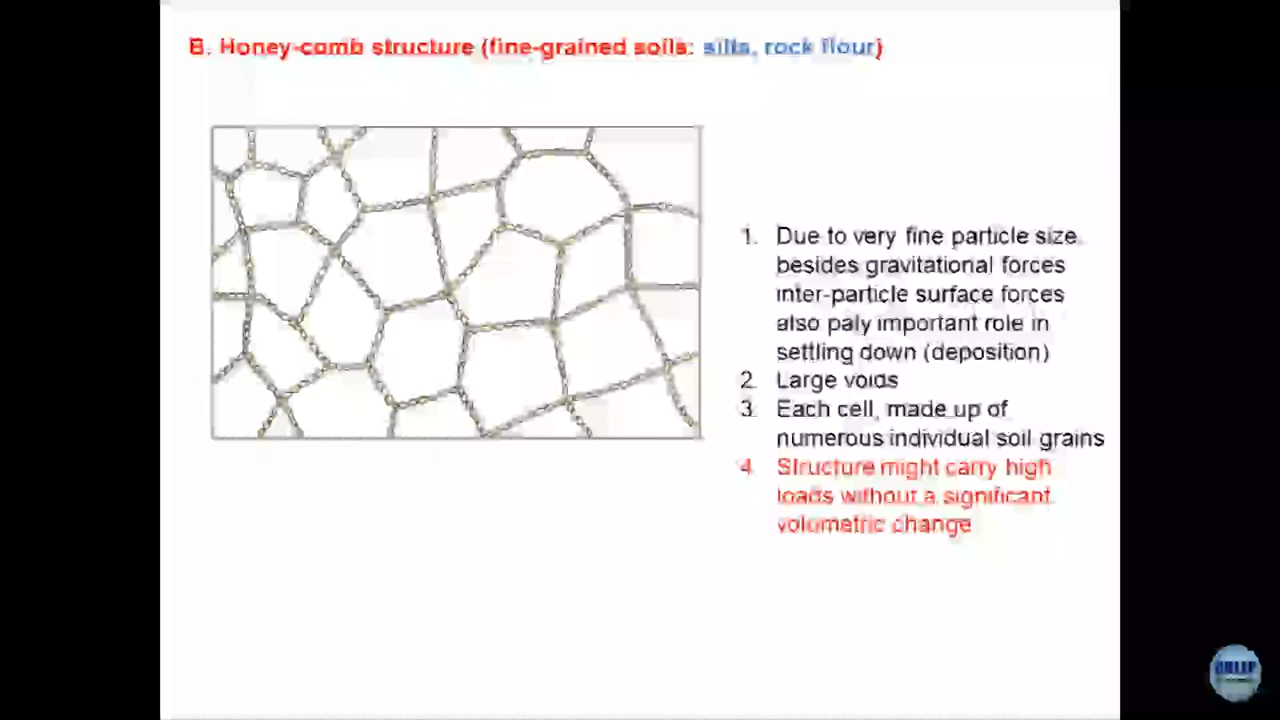 B. Honey-comb structure (fine-grained soils: silts, rock flour)
1. Due to very fine particle size,
besides gravitational forces
inter-particle surface forces
also paly important role in
settling down (deposition)
2. Large voids
3. Each cell, made up of
numerous individual soil grains
4. Structure might carry high
loads without a significant
volumetric change